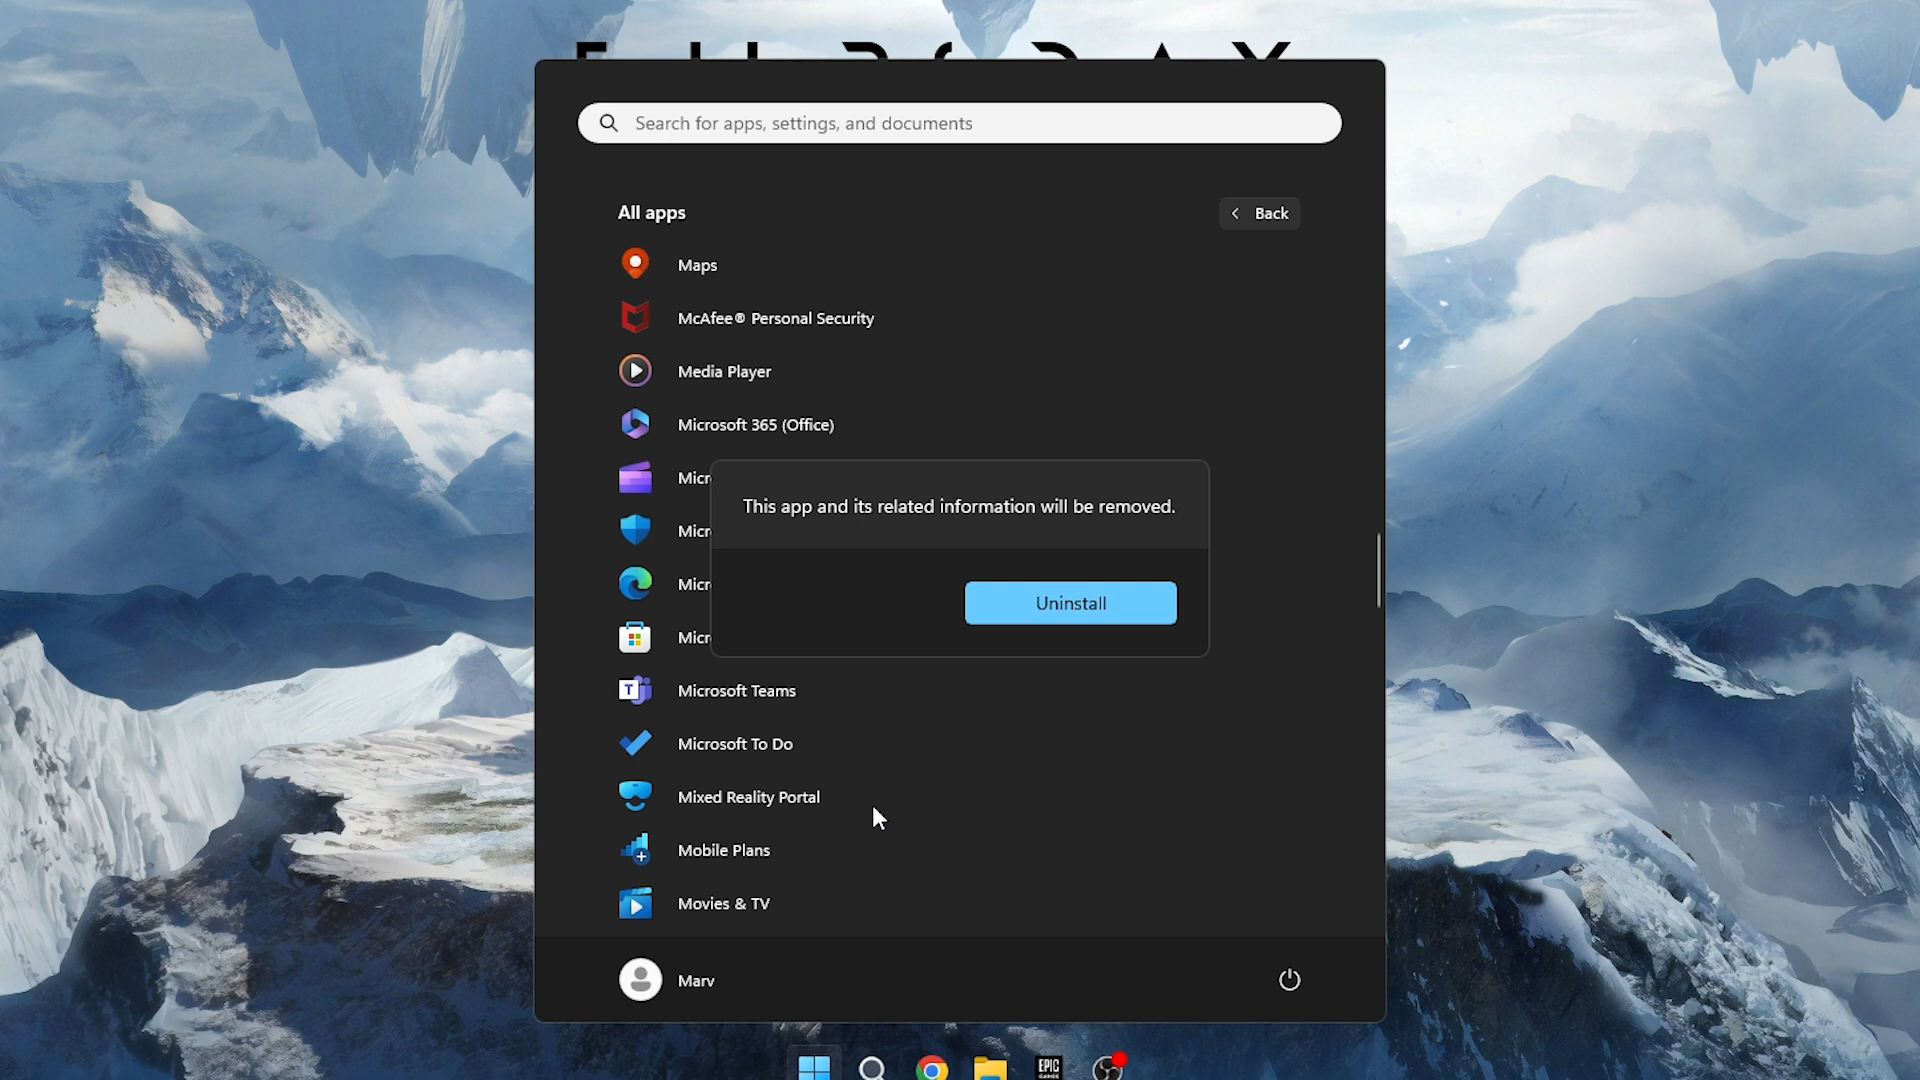 Search for apps, settings, and documents
All apps
Back
Maps
McAfee® Personal Security
Media Player
Microsoft 365 (Office)
Micr
This app and its related information will be removed.
Micr
Micr
Uninstall
Micr
Microsoft Teams
Microsoft To Do
Mixed Reality Portal
Mobile Plans
Movies & TV
Marv
EPIC
GAMES